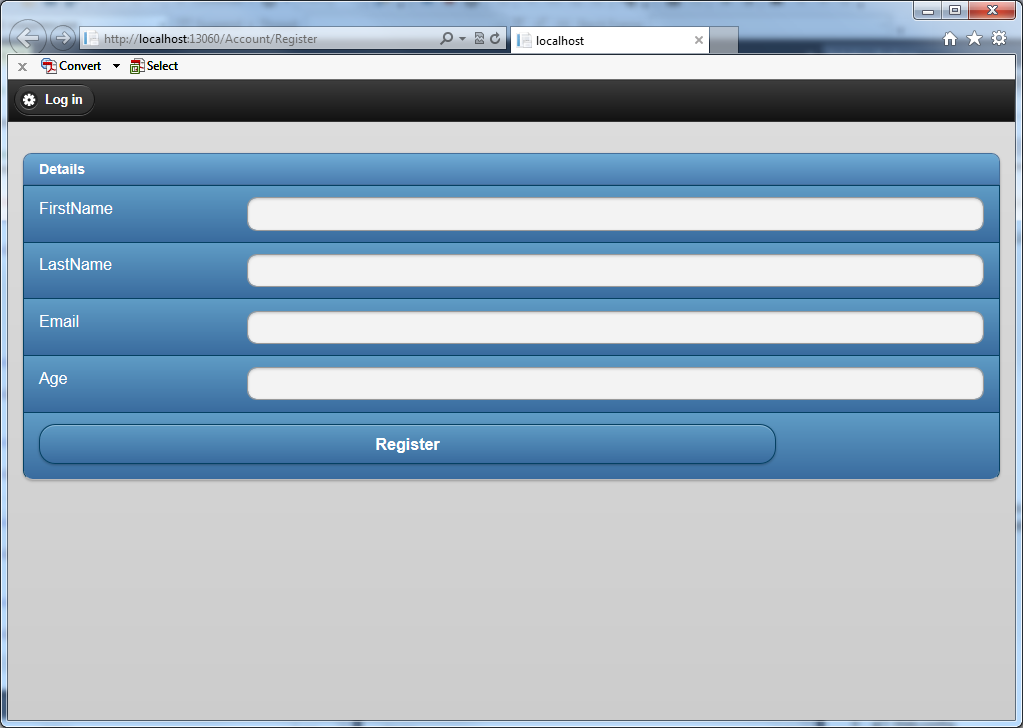 http://localhost:13060/Account/Register
localhost
Convert
Select
Log in
Details
FirstName
LastName
Email
Age
Register